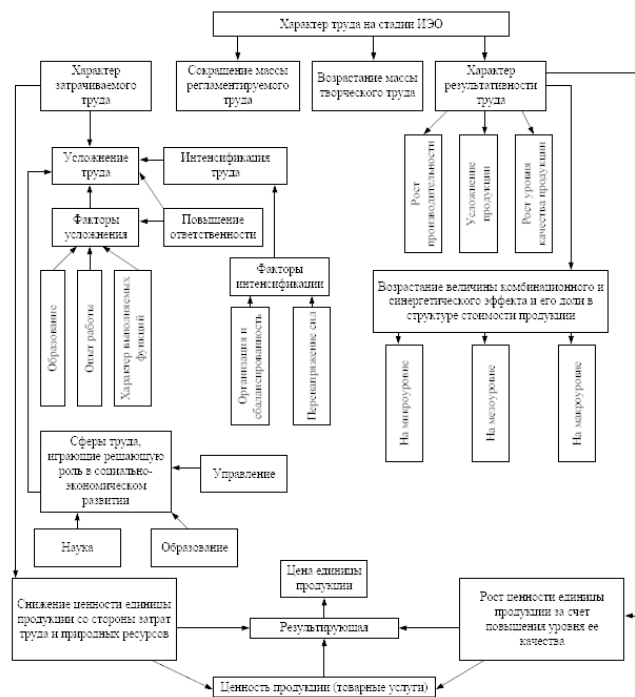 Характер труда на стадии ИЭО
Характер
затрачиваемого
труда
Сокращение массы
регламентируемого
труда
Возрастание массы
творческого труда
Характер
результативности
труда
Усложнение
труда
Интенсификация
труда
Рост
производительности
Усложнение
продукции
Рост уровня
качества продукции
Факторы
усложнения
Повышение
ответственности
Факторы
интенсификации
Возрастание величины комбинационного и
синергетического эффекта и его доли в
структуре стоимости продукции
Образование
Опыт работы
Характер выполняемых
функций
Организация и
сбалансированность
Перенапряжение сил
На микроуровне
На мезоуровне
На макроуровне
Сферы труда,
играющие решающую
роль в социально-
экономическом
развитии
Управление
Наука
Образование
Цена единицы
продукции
Снижение ценности единицы
продукции со стороны затрат
труда и природных ресурсов
Результирующая
Рост ценности единицы
продукции за счет
повышения уровня ее
качества
Ценность продукции (товарные услуги)